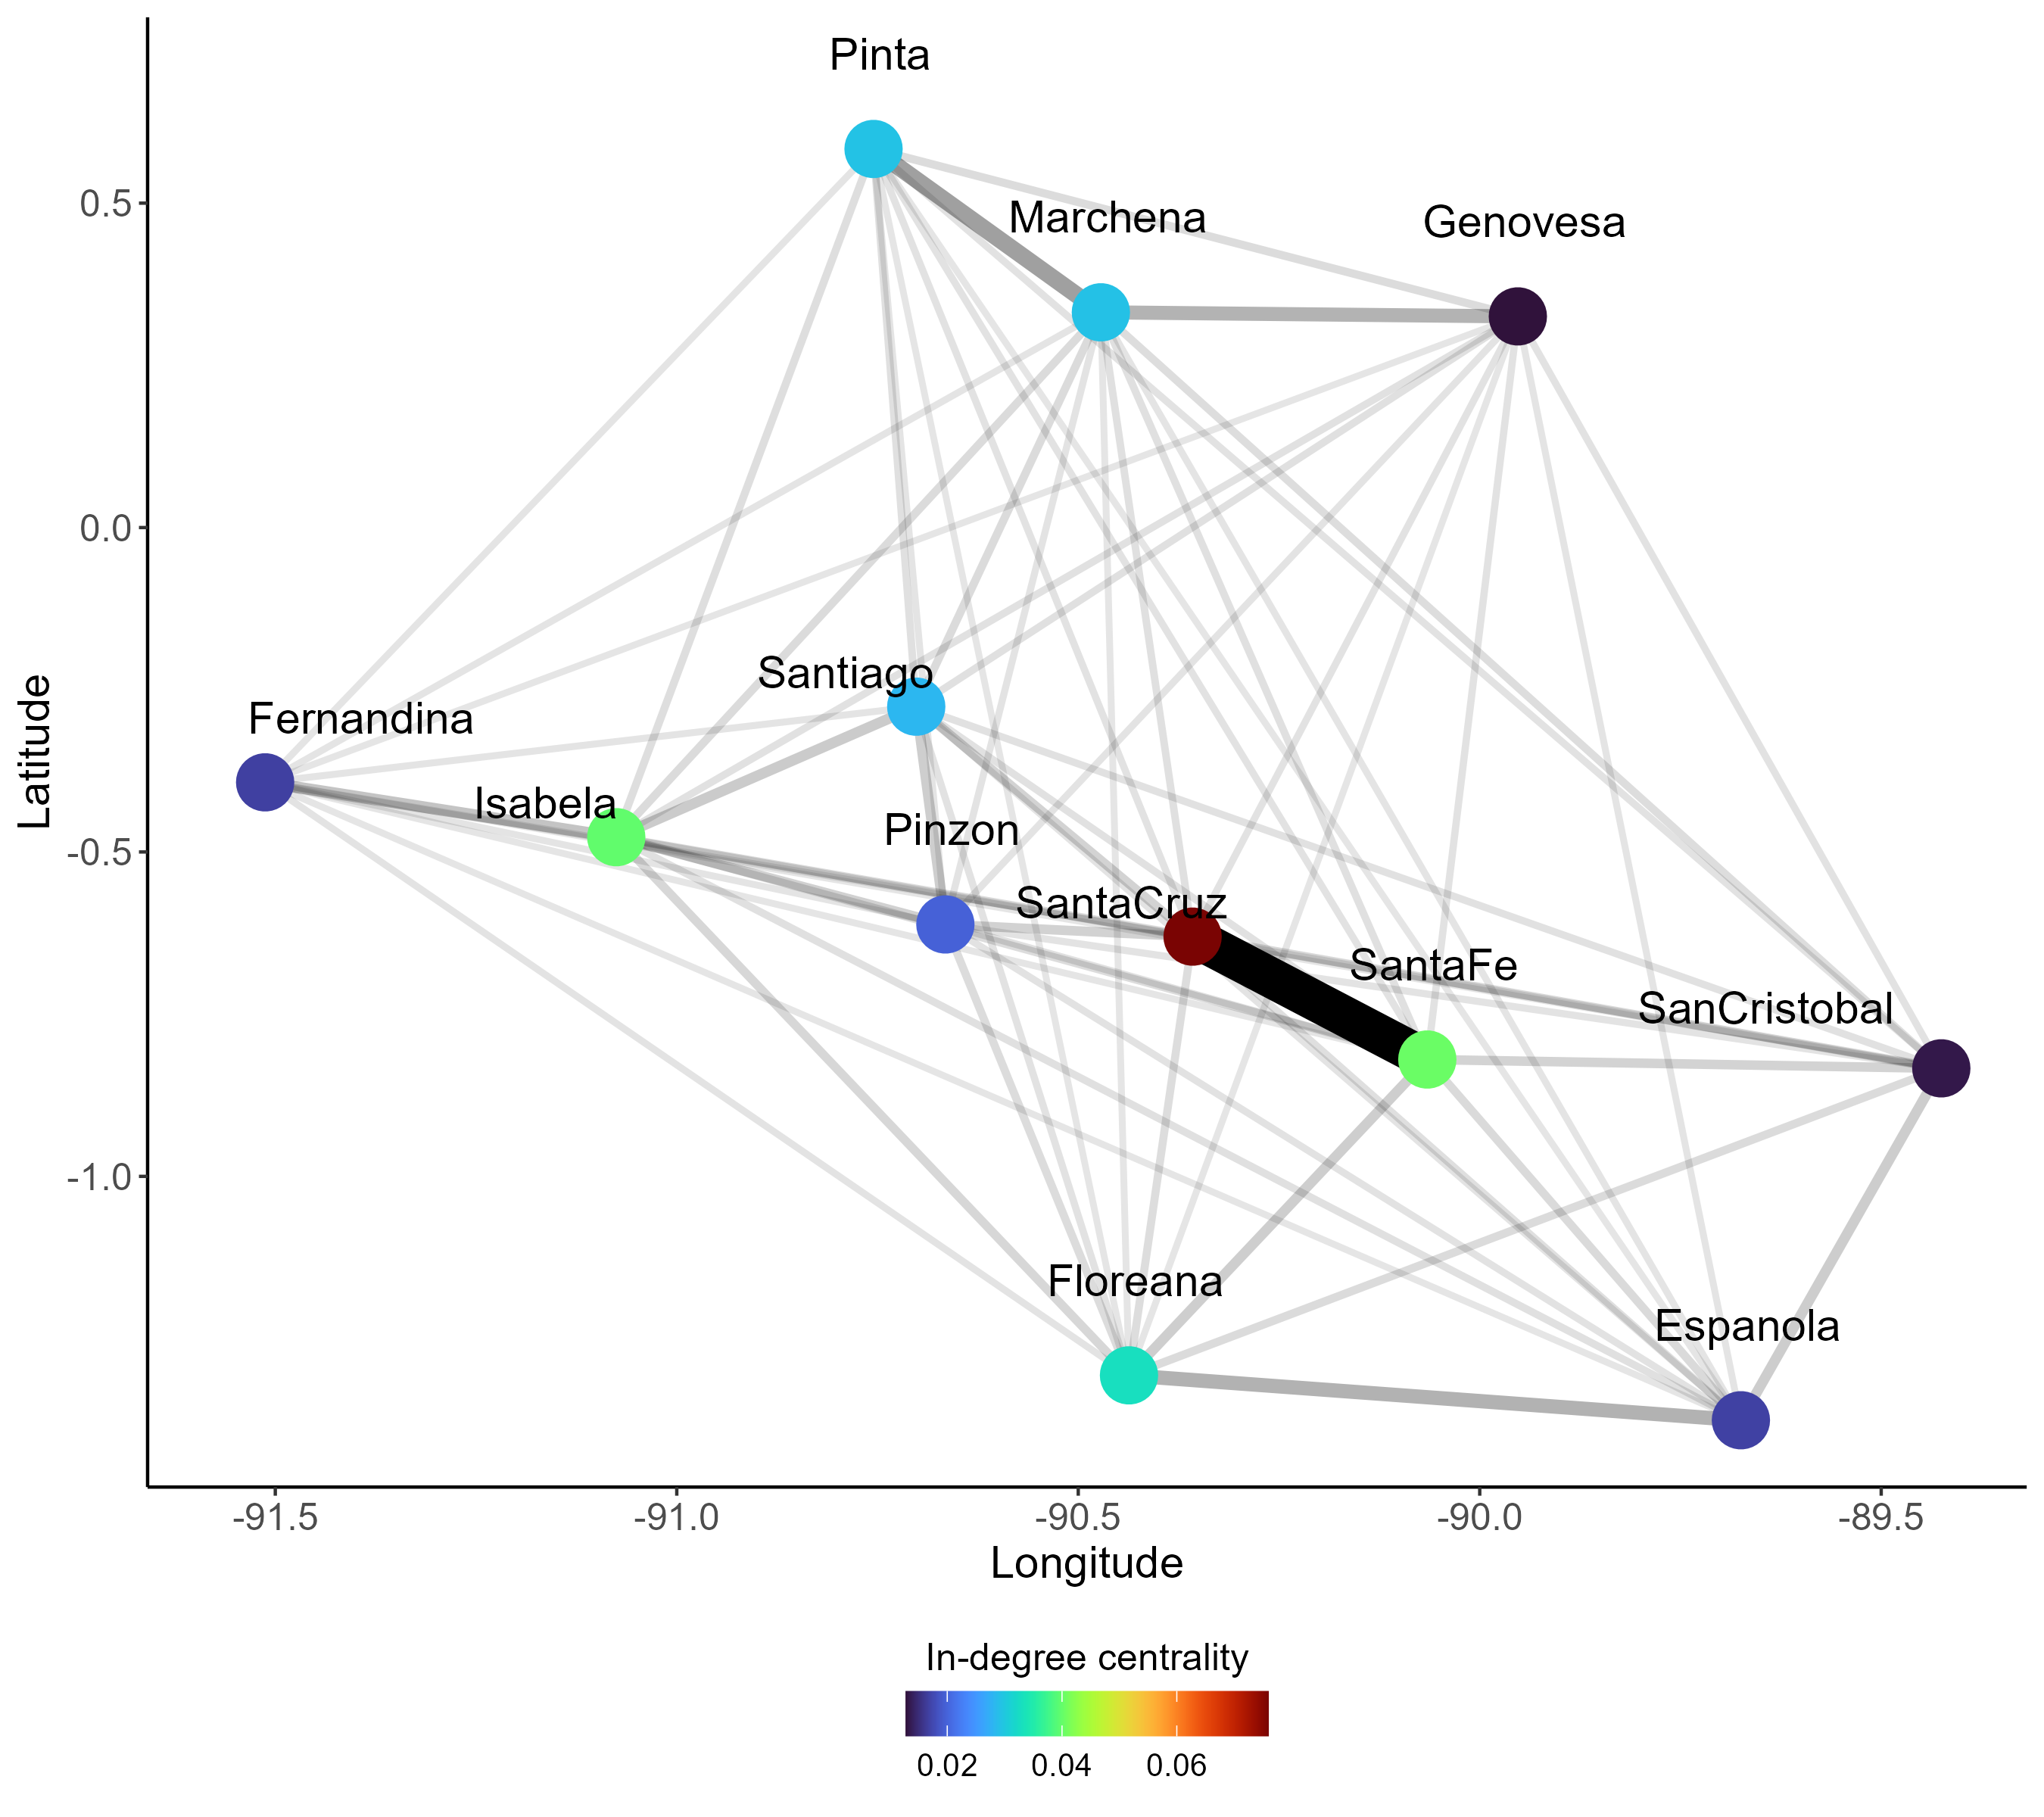 Pinta
0.5
Marchena
Genovesa
0.0
Santiago
Fernandina
Latitude
Isabela
Pinzon
-0.5
SantaCruz
SantaFe
SanCristobal
-1.0
Floreana
Espanola
-91.5 -91.0 -90.5 -90.0 -89.5
Longitude
In-degree centrality
0.02 0.04 0.06